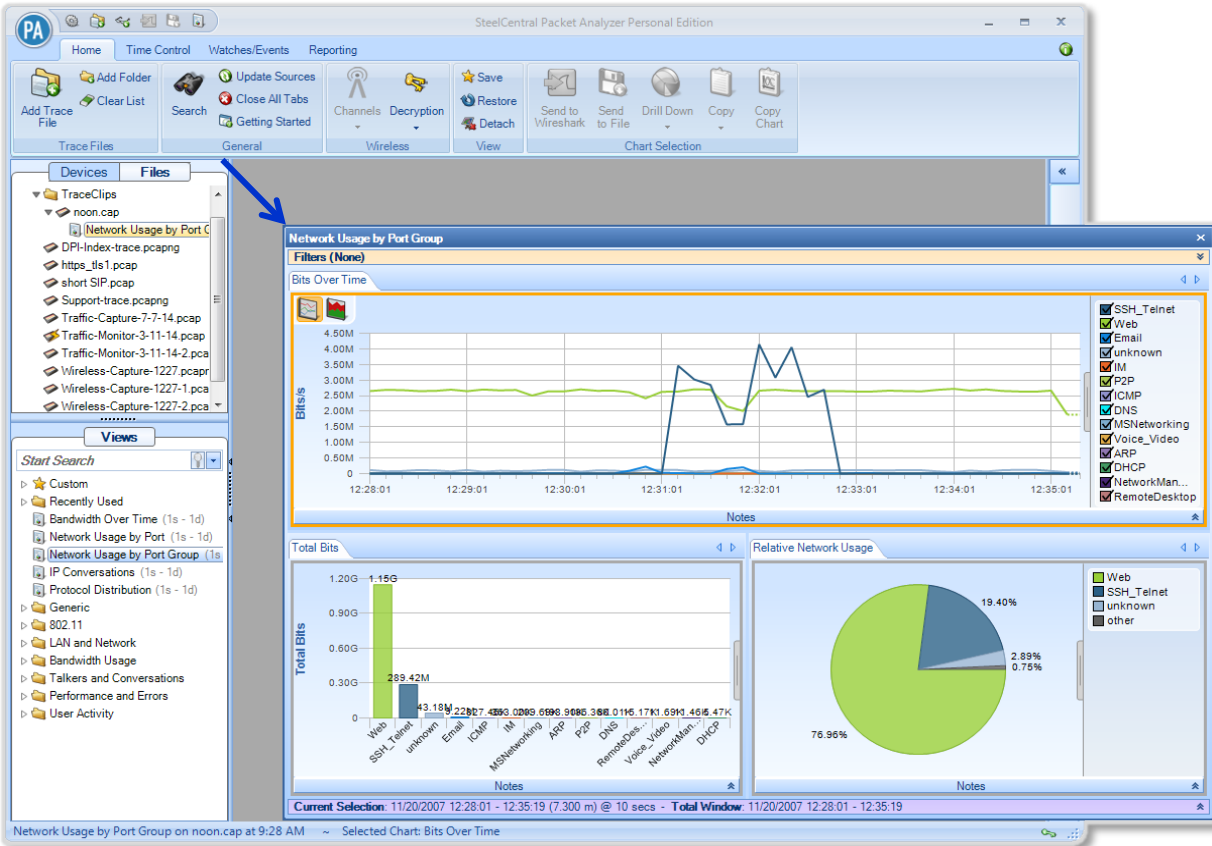 PA
SteelCentral Packet Analyzer Personal Edition
Home Time Control Watches/Events Reporting
Add Trace File
Add Folder
Clear List
Trace Files
Search
Update Sources
Close All Tabs
Getting Started
General
Channels Decryption
Wireless
Save
Restore
Detach
View
Send to Wireshark
Send to File
Drill Down
Copy
Copy Chart
Chart Selection
Devices Files
TraceClips
noon.cap
Network Usage by Port G
DPI-Index-trace.pcapng
https_tls1.pcap
short SIP.pcap
Support-trace.pcapng
Traffic-Capture-7-7-14.pcap
Traffic-Monitor-3-11-14.pcap
Traffic-Monitor-3-11-14-2.pca
Wireless-Capture-1227.pcapr
Wireless-Capture-1227-1.pca
Wireless-Capture-1227-2.pca
Views
Start Search
Custom
Recently Used
Bandwidth Over Time (1s - 1d)
Network Usage by Port (1s - 1d)
Network Usage by Port Group (1s
IP Conversations (1s - 1d)
Protocol Distribution (1s - 1d)
Generic
802.11
LAN and Network
Bandwidth Usage
Talkers and Conversations
Performance and Errors
User Activity
Network Usage by Port Group
Filters (None)
Bits Over Time
Bits/s
4.50M
4.00M
3.50M
3.00M
2.50M
2.00M
1.50M
1.00M
0.50M
0
12:28:01 12:29:01 12:30:01 12:31:01 12:32:01 12:33:01 12:34:01 12:35:01
SSH_Telnet
Web
Email
unknown
IM
P2P
ICMP
DNS
MSNetworking
Voice_Video
ARP
DHCP
NetworkMan...
RemoteDesktop
Notes
Total Bits
Total Bits
1.20G
0.90G
0.60G
0.30G
0
1.15G
289.42M
43.18M
Web
SSH_Telnet
unknown
Email
ICMP
IM
MSNetworking
ARP
P2P
DNS
RemoteDes...
Voice_Video
NetworkMan...
DHCP
Notes
Relative Network Usage
19.40%
2.89%
0.75%
76.96%
Web
SSH_Telnet
unknown
other
Notes
Current Selection: 11/20/2007 12:28:01 - 12:35:19 (7.300 m) @ 10 secs - Total Window: 11/20/2007 12:28:01 - 12:35:19
Network Usage by Port Group on noon.cap at 9:28 AM ~ Selected Chart: Bits Over Time